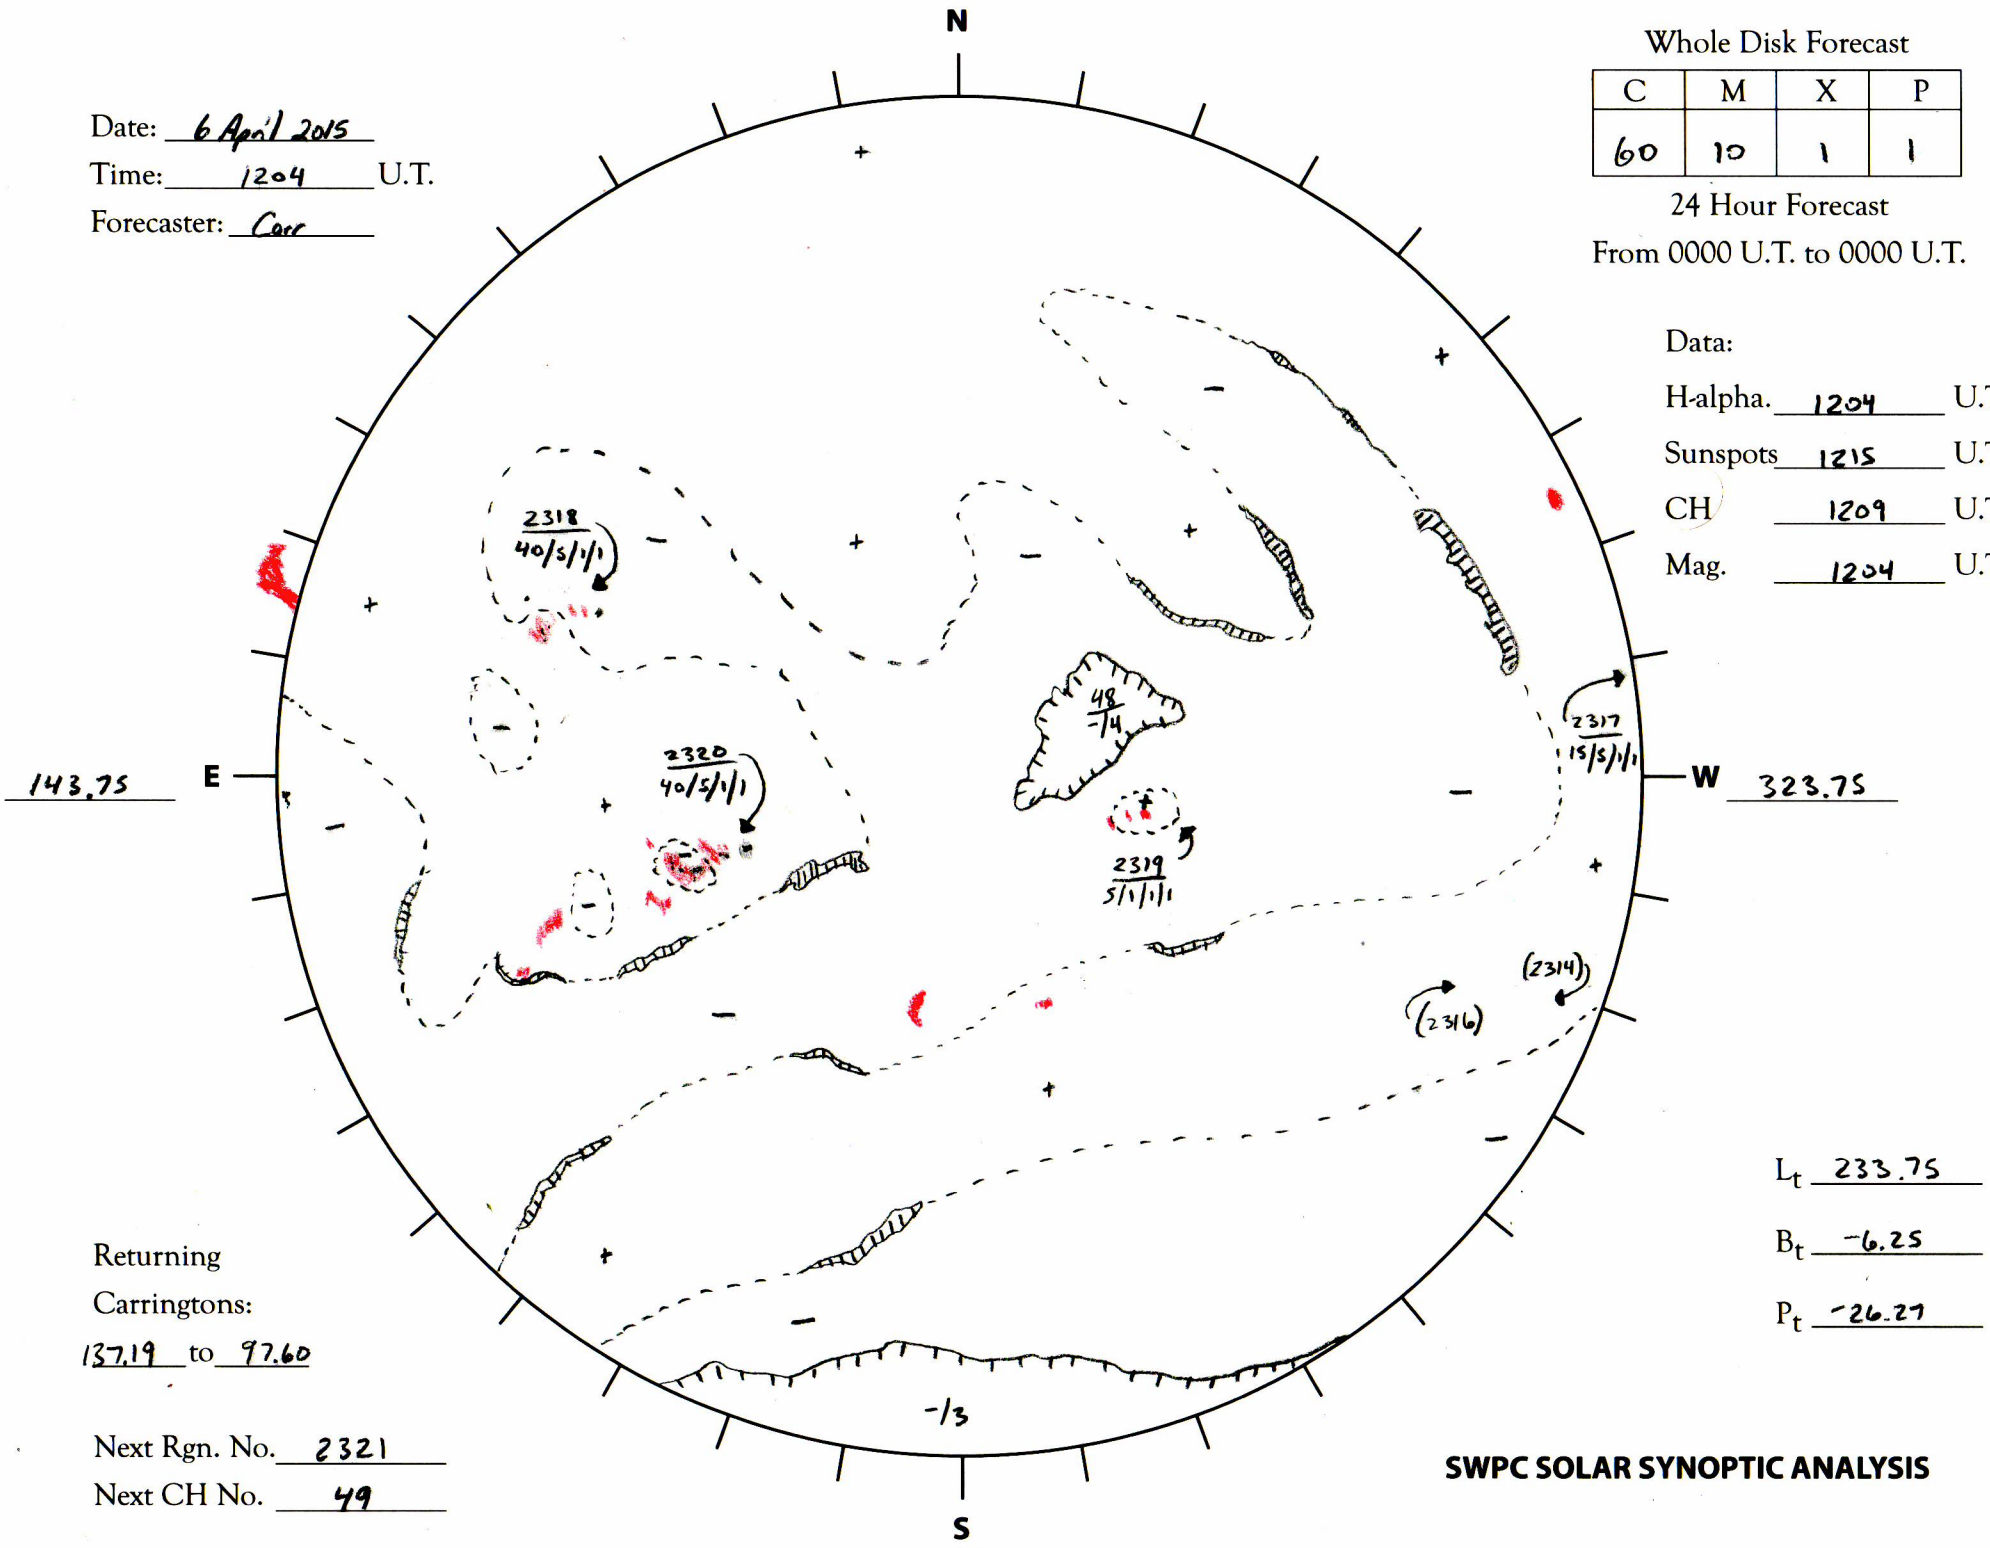 N
Whole Disk Forecast
C M X P
60 10 1 1
24 Hour Forecast
From 0000 U.T. to 0000 U.T.
Date: 6 April 2015
Time: 1204 U.T.
Forecaster: Carr
Data:
H-alpha. 1204 U.T
Sunspots 1215 U.T
CH 1209 U.T
Mag. 1204 U.T
+
+
-
2318
40/5/1/1
-
+
-
+
+
48
-/4
2317
15/5/1/1
-
2320
40/5/1/1
143.75 E
W 323.75
+
-
+
-
2319
5/1/1/1
+
-
(2314)
(2316)
-
+
-
Lt 233.75
Bt -6.25
Pt -26.27
+
-
Returning
Carringtons:
137.19 to 97.60
-/3
Next Rgn. No. 2321
Next CH No. 49
SWPC SOLAR SYNOPTIC ANALYSIS
S